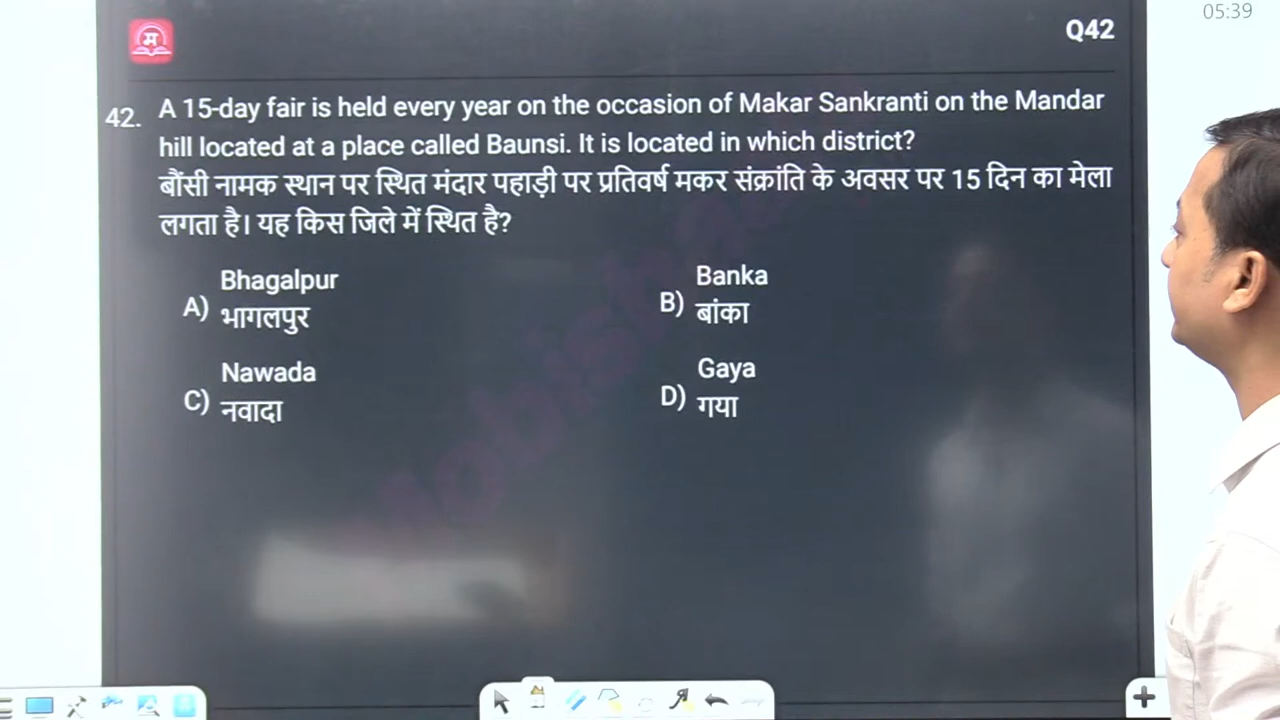 05:39
म
Q42
42. A 15-day fair is held every year on the occasion of Makar Sankranti on the Mandar
hill located at a place called Baunsi. It is located in which district?
बौंसी नामक स्थान पर स्थित मंदार पहाड़ी पर प्रतिवर्ष मकर संक्रांति के अवसर पर 15 दिन का मेला
लगता है। यह किस जिले में स्थित है?
A) Bhagalpur
भागलपुर
B) Banka
बांका
C) Nawada
नवादा
D) Gaya
गया